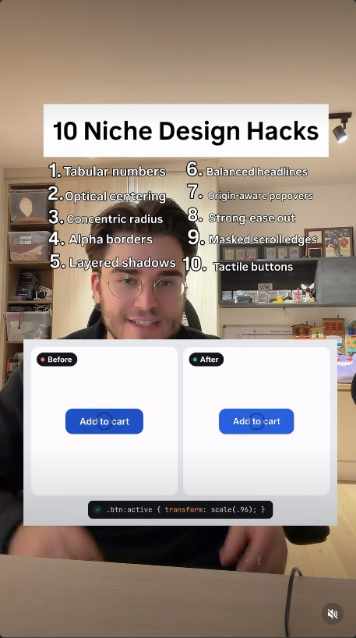 10 Niche Design Hacks
1. Tabular numbers
2. Optical centering
3. Concentric radius
4. Alpha borders
5. Layered shadows
6. Balanced headlines
7. Origin-aware popovers
8. Strong ease out
9. Masked scroll edges
10. Tactile buttons
Before
After
Add to cart
Add to cart
.btn:active { transform: scale(.96); }